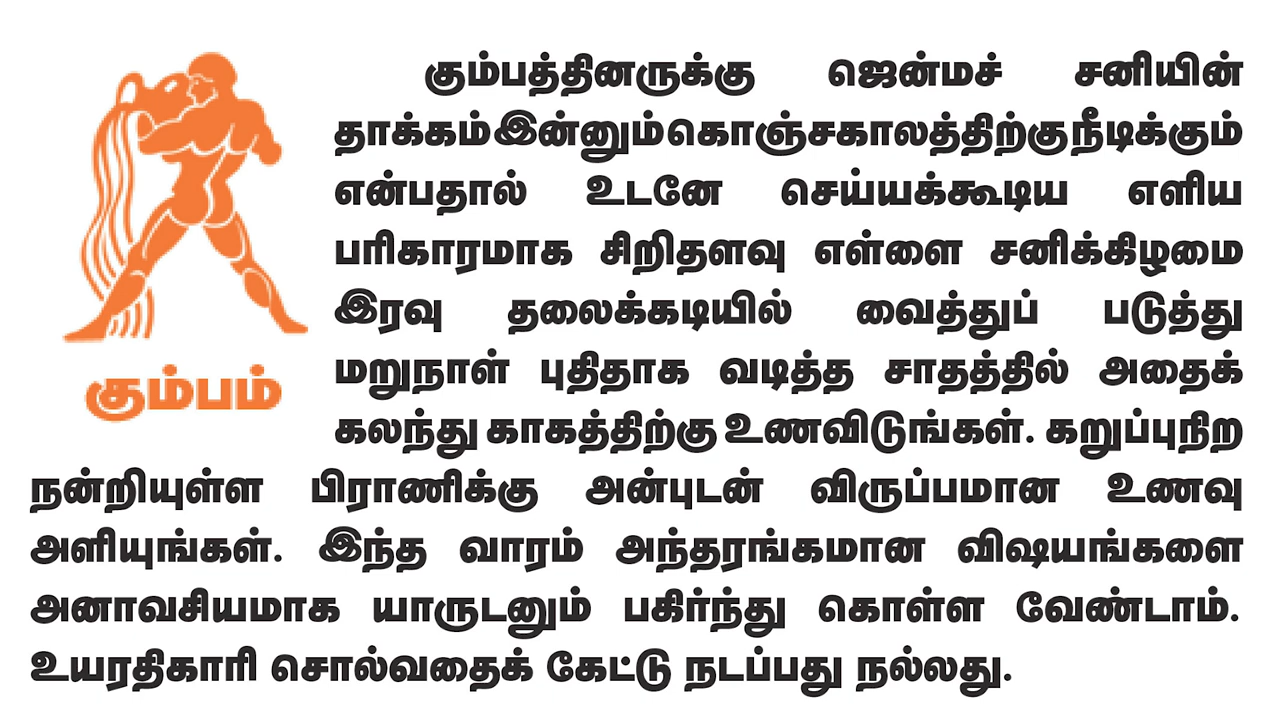 கும்பத்தினருக்கு ஜென்மச் சனியின்
தாக்கம் இன்னும் கொஞ்சகாலத்திற்கு நீடிக்கும்
என்பதால் உடனே செய்யக்கூடிய எளிய
பரிகாரமாக சிறிதளவு எள்ளை சனிக்கிழமை
இரவு தலைக்கடியில் வைத்துப் படுத்து
மறுநாள் புதிதாக வடித்த சாதத்தில் அதைக்
கலந்து காகத்திற்கு உணவிடுங்கள். கறுப்புநிற
நன்றியுள்ள பிராணிக்கு அன்புடன் விருப்பமான உணவு
அளியுங்கள். இந்த வாரம் அந்தரங்கமான விஷயங்களை
அனாவசியமாக யாருடனும் பகிர்ந்து கொள்ள வேண்டாம்.
உயரதிகாரி சொல்வதைக் கேட்டு நடப்பது நல்லது.
கும்பம்